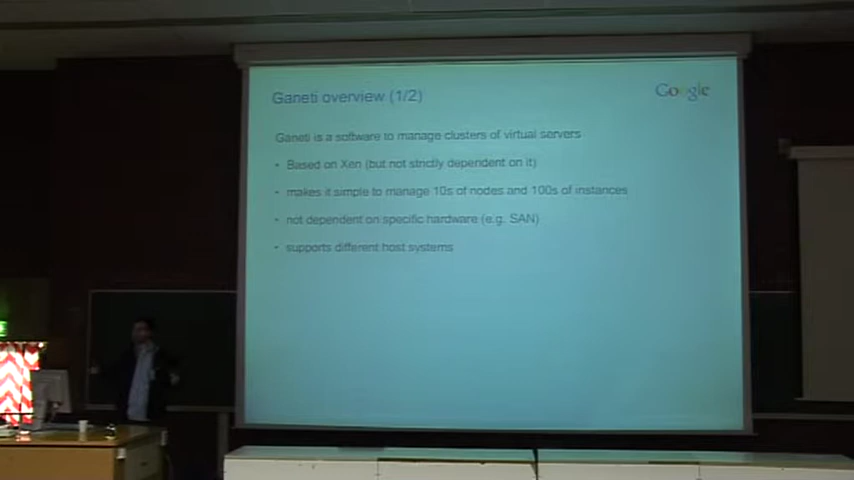 Ganeti overview (1/2)
Google
Ganeti is a software to manage clusters of virtual servers
• Based on Xen (but not strictly dependent on it)
• makes it simple to manage 10s of nodes and 100s of instances
• not dependent on specific hardware (e.g. SAN)
• supports different host systems